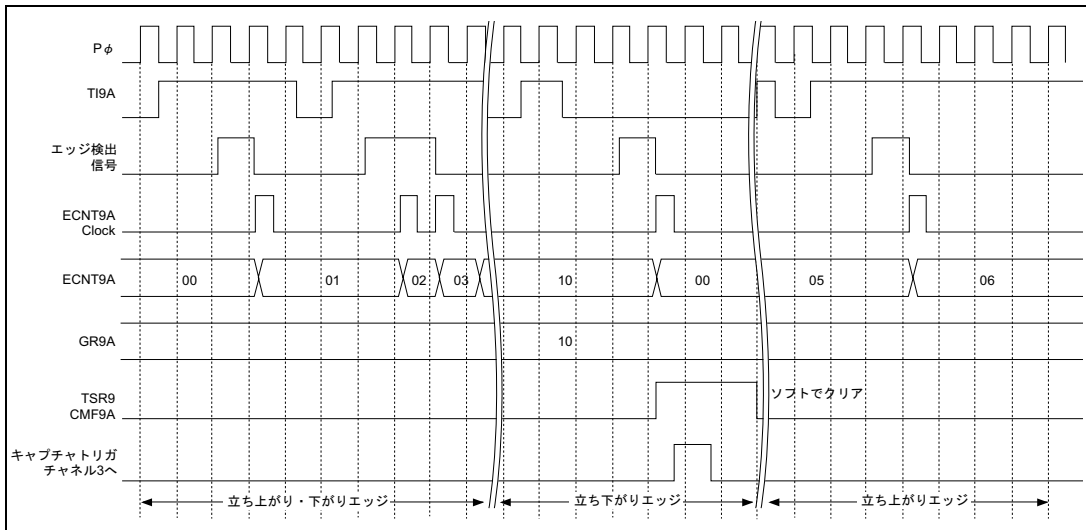 Pφ
TI9A
エッジ検出
信号
ECNT9A
Clock
ECNT9A
00
01
02
03
10
00
05
06
GR9A
10
TSR9
CMF9A
ソフトでクリア
キャプチャトリガ
チャネル3へ
立ち上がり・下がりエッジ
立ち下がりエッジ
立ち上がりエッジ